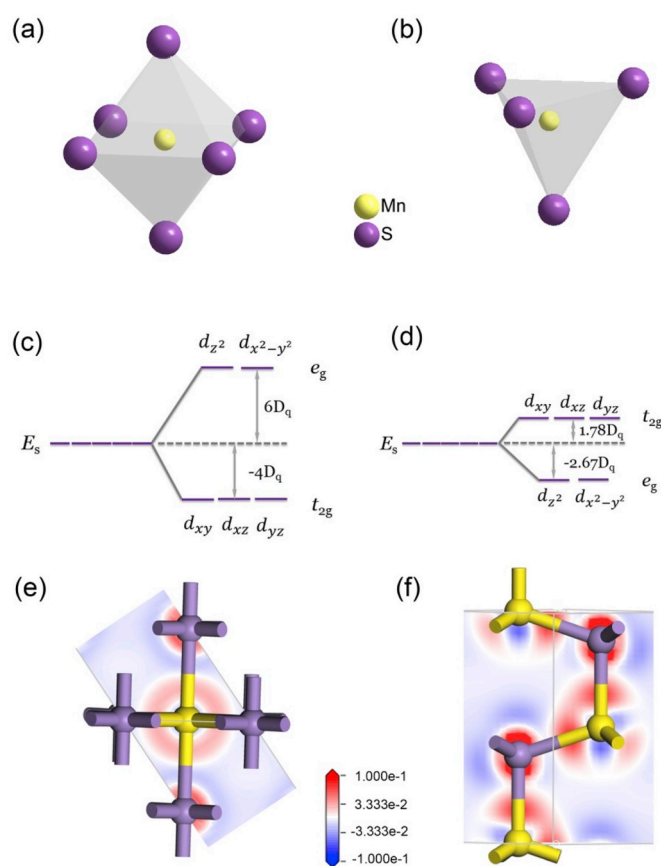 (a)
(b)
Mn
S
(c)
d_{z^2} d_{x^2-y^2}
e_g
6D_q
E_s
-4D_q
t_{2g}
d_{xy} d_{xz} d_{yz}
(d)
d_{xy} d_{xz} d_{yz}
t_{2g}
1.78D_q
E_s
-2.67D_q
e_g
d_{z^2} d_{x^2-y^2}
(e)
(f)
1.000e-1
3.333e-2
-3.333e-2
-1.000e-1